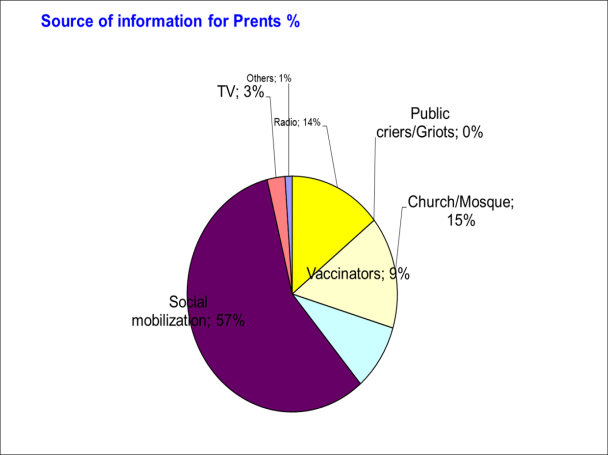 Source of information for Prents %
Others; 1%
TV; 3%
Radio; 14%
Public
criers/Griots; 0%
Church/Mosque;
15%
Vaccinators; 9%
Social
mobilization; 57%